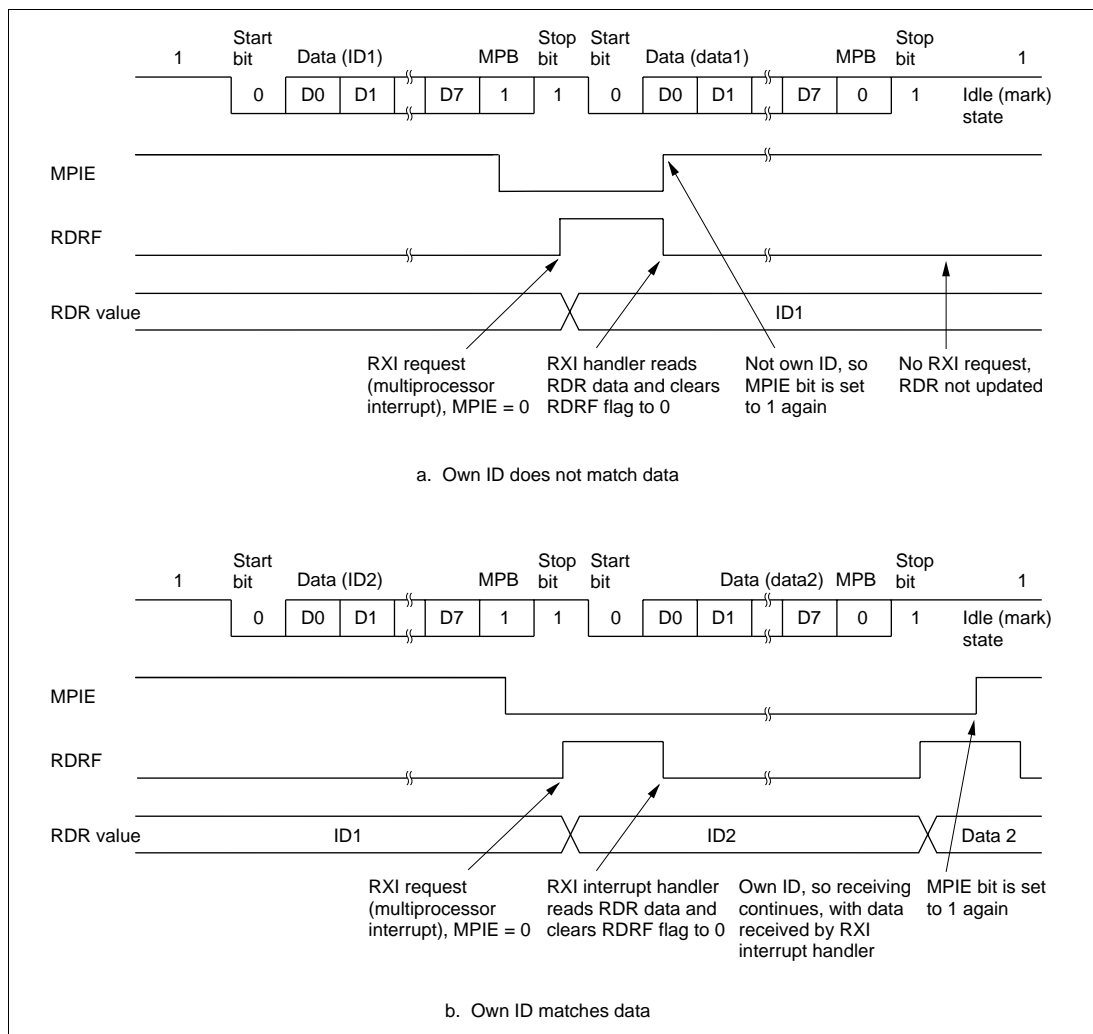 Start Stop Start Stop
1 bit Data (ID1) MPB bit bit Data (data1) MPB bit 1
0 D0 D1 D7 1 1 0 D0 D1 D7 0 1 Idle (mark)
state
MPIE
RDRF
RDR value ID1
RXI request RXI handler reads Not own ID, so No RXI request,
(multiprocessor RDR data and clears MPIE bit is set RDR not updated
interrupt), MPIE = 0 RDRF flag to 0 to 1 again
a. Own ID does not match data
Start Stop Start Stop
1 bit Data (ID2) MPB bit bit Data (data2) MPB bit 1
0 D0 D1 D7 1 1 0 D0 D1 D7 0 1 Idle (mark)
state
MPIE
RDRF
RDR value ID1 ID2 Data 2
RXI request RXI interrupt handler Own ID, so receiving MPIE bit is set
(multiprocessor reads RDR data and continues, with data to 1 again
interrupt), MPIE = 0 clears RDRF flag to 0 received by RXI
interrupt handler
b. Own ID matches data